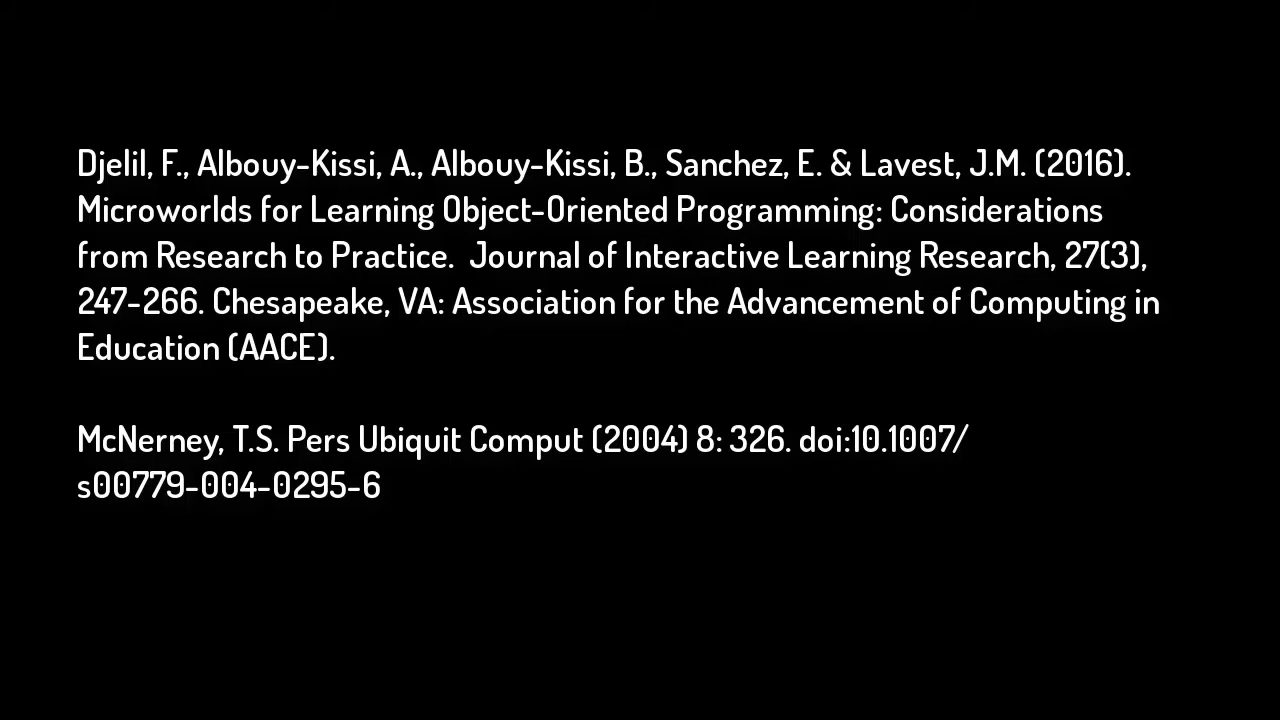 Djelil, F., Albouy-Kissi, A., Albouy-Kissi, B., Sanchez, E. & Lavest, J.M. (2016).
Microworlds for Learning Object-Oriented Programming: Considerations
from Research to Practice.  Journal of Interactive Learning Research, 27(3),
247-266. Chesapeake, VA: Association for the Advancement of Computing in
Education (AACE).
McNerney, T.S. Pers Ubiquit Comput (2004) 8: 326. doi:10.1007/
s00779-004-0295-6